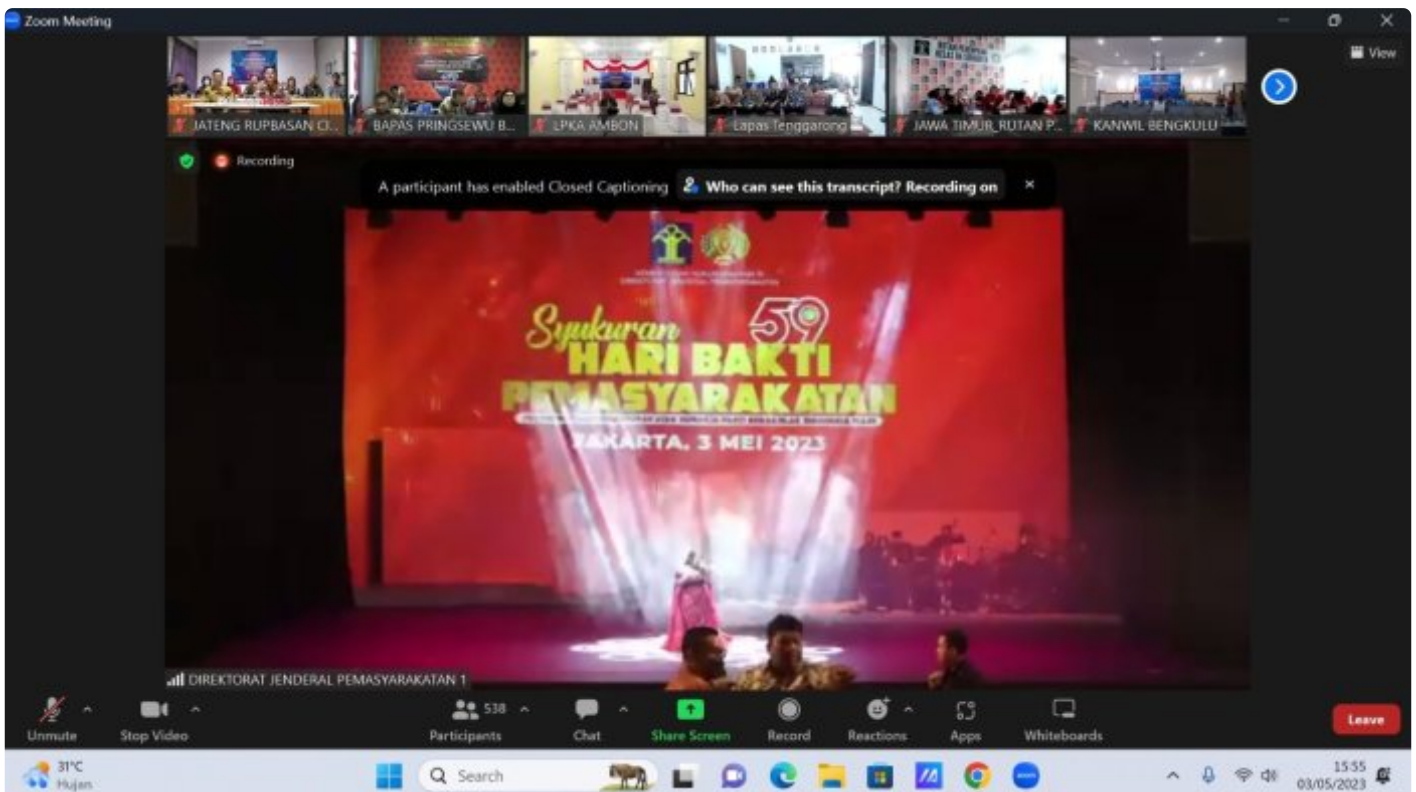 Zoom Meeting
View
JATENG RUPBASAN CI...
BAPAS PRINGSEWU B...
LPKA AMBON
Lapas Tenggarong
JAWA TIMUR_RUTAN P...
KANWIL BENGKULU
Recording
A participant has enabled Closed Captioning Who can see this transcript? Recording on
Syukuran 59
HARI BAKTI
PEMASYARAKATAN
JAKARTA, 3 MEI 2023
DIREKTORAT JENDERAL PEMASYARAKATAN 1
538
Unmute Stop Video Participants Chat Share Screen Record Reactions Apps Whiteboards Leave
31°C
Hujan
Search
15:55
03/05/2023